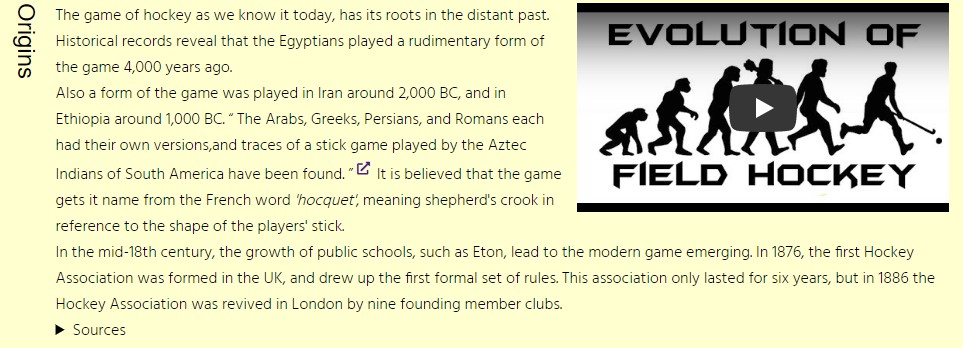 Origins
The game of hockey as we know it today, has its roots in the distant past.
Historical records reveal that the Egyptians played a rudimentary form of
the game 4,000 years ago.
Also a form of the game was played in Iran around 2,000 BC, and in
Ethiopia around 1,000 BC. “ The Arabs, Greeks, Persians, and Romans each
had their own versions,and traces of a stick game played by the Aztec
Indians of South America have been found. ” It is believed that the game
gets it name from the French word 'hocquet', meaning shepherd's crook in
reference to the shape of the players' stick.
In the mid-18th century, the growth of public schools, such as Eton, lead to the modern game emerging. In 1876, the first Hockey
Association was formed in the UK, and drew up the first formal set of rules. This association only lasted for six years, but in 1886 the
Hockey Association was revived in London by nine founding member clubs.
Sources
EVOLUTION OF
FIELD HOCKEY